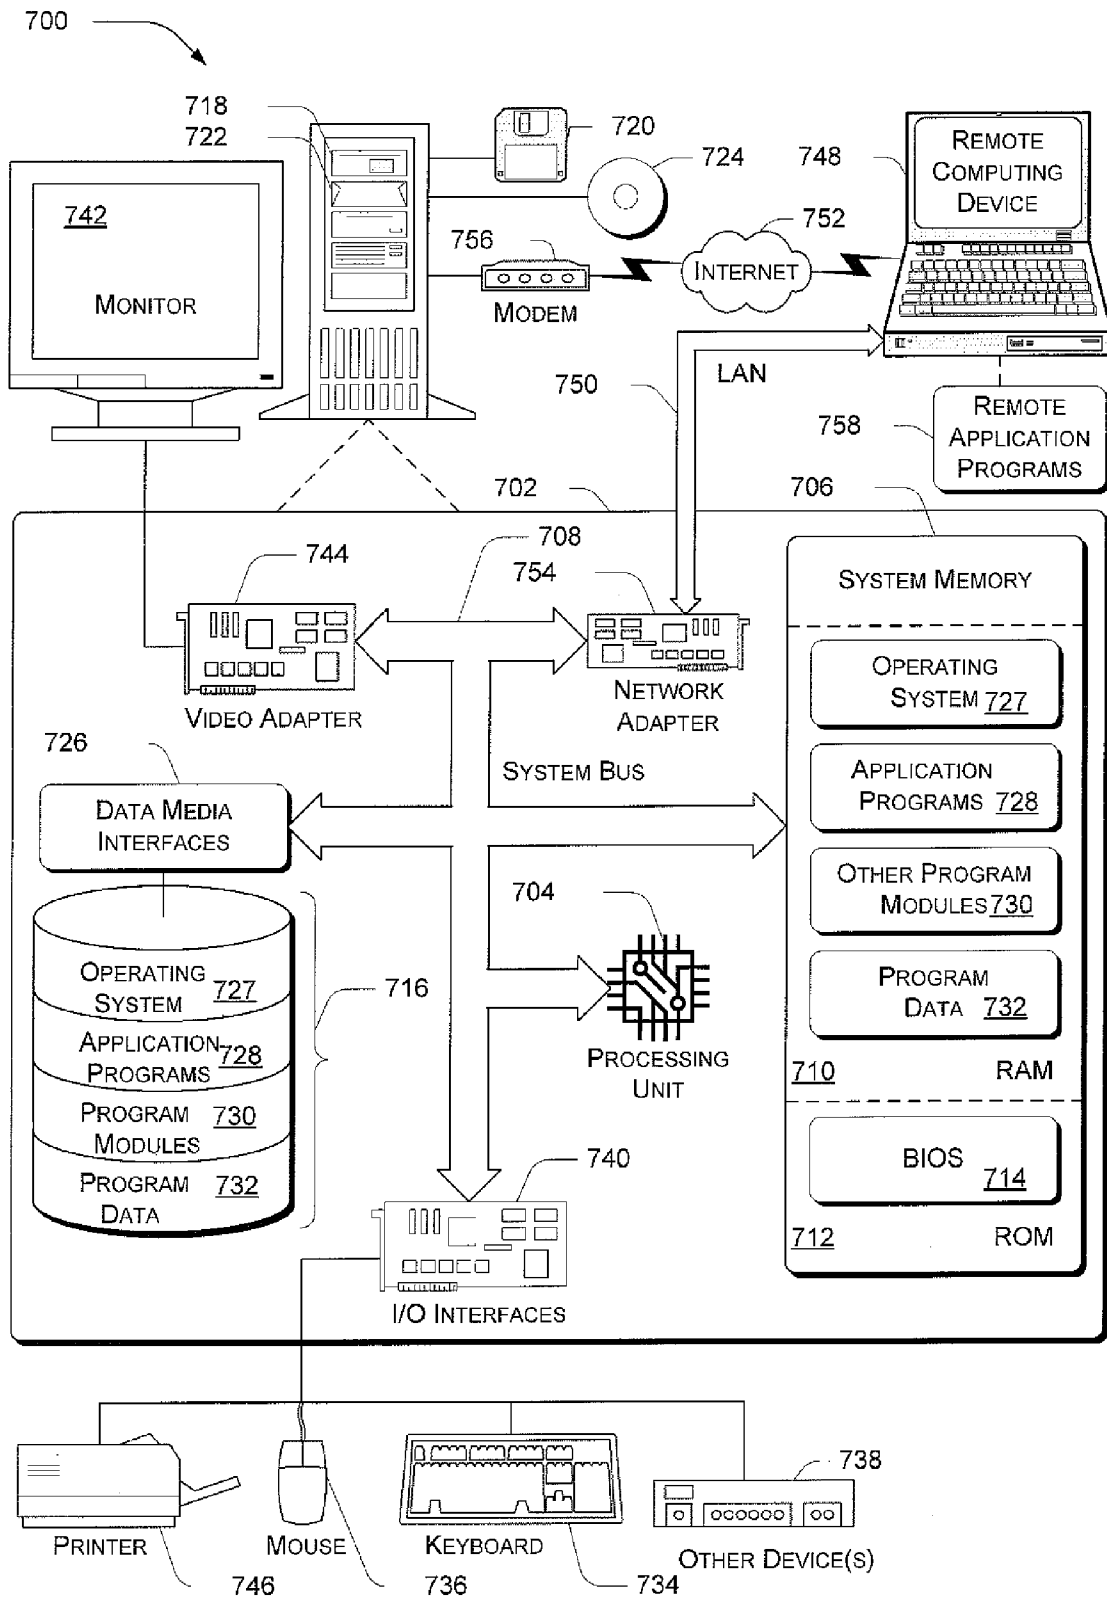 700
718
722
720
724
748
REMOTE
COMPUTING
DEVICE
742
MONITOR
756
MODEM
752
INTERNET
750
LAN
758
REMOTE
APPLICATION
PROGRAMS
702
706
708
744
754
VIDEO ADAPTER
NETWORK
ADAPTER
SYSTEM MEMORY
OPERATING
SYSTEM 727
APPLICATION
PROGRAMS 728
OTHER PROGRAM
MODULES 730
PROGRAM
DATA 732
710 RAM
BIOS 714
712 ROM
726
SYSTEM BUS
DATA MEDIA
INTERFACES
704
PROCESSING
UNIT
OPERATING
SYSTEM 727
APPLICATION
PROGRAMS 728
PROGRAM
MODULES 730
PROGRAM
DATA 732
716
740
I/O INTERFACES
PRINTER
746
MOUSE
736
KEYBOARD
734
738
OTHER DEVICE(S)